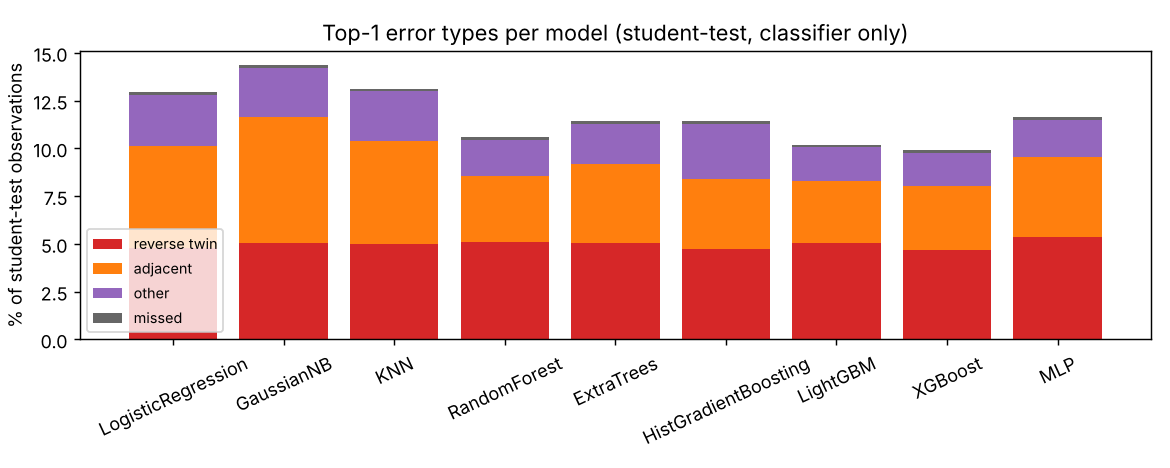 Top-1 error types per model (student-test, classifier only)
% of student-test observations
15.0
12.5
10.0
7.5
5.0
2.5
0.0
reverse twin
adjacent
other
missed
LogisticRegression
GaussianNB
KNN
RandomForest
ExtraTrees
HistGradientBoosting
LightGBM
XGBoost
MLP